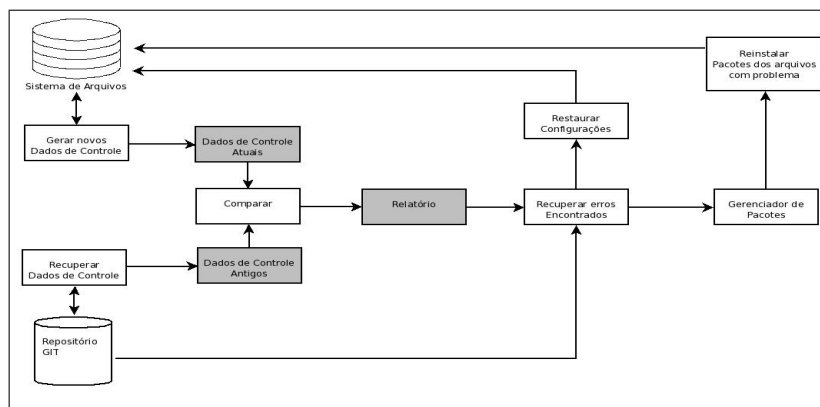 Reinstalar
Pacotes dos arquivos
com problema
Sistema de Arquivos
Restaurar
Configurações
Gerar novos
Dados de Controle
Dados de Controle
Atuais
Comparar
Relatório
Recuperar erros
Encontrados
Gerenciador de
Pacotes
Recuperar
Dados de Controle
Dados de Controle
Antigos
Repositório
GIT